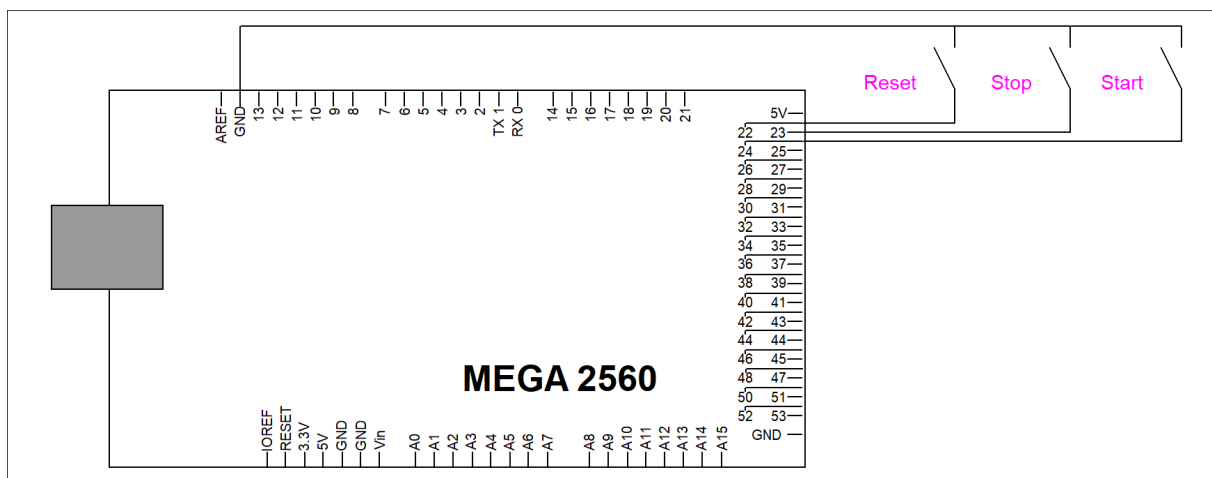 Reset Stop Start
AREF GND 13 12 11 10 9 8 7 6 5 4 3 2 TX 1 RX 0 14 15 16 17 18 19 20 21
5V
22 23
24 25
26 27
28 29
30 31
32 33
34 35
36 37
38 39
40 41
42 43
44 44
46 45
48 47
50 51
52 53
GND
MEGA 2560
IOREF RESET 3.3V 5V GND GND Vin A0 A1 A2 A3 A4 A5 A6 A7 A8 A9 A10 A11 A12 A13 A14 A15